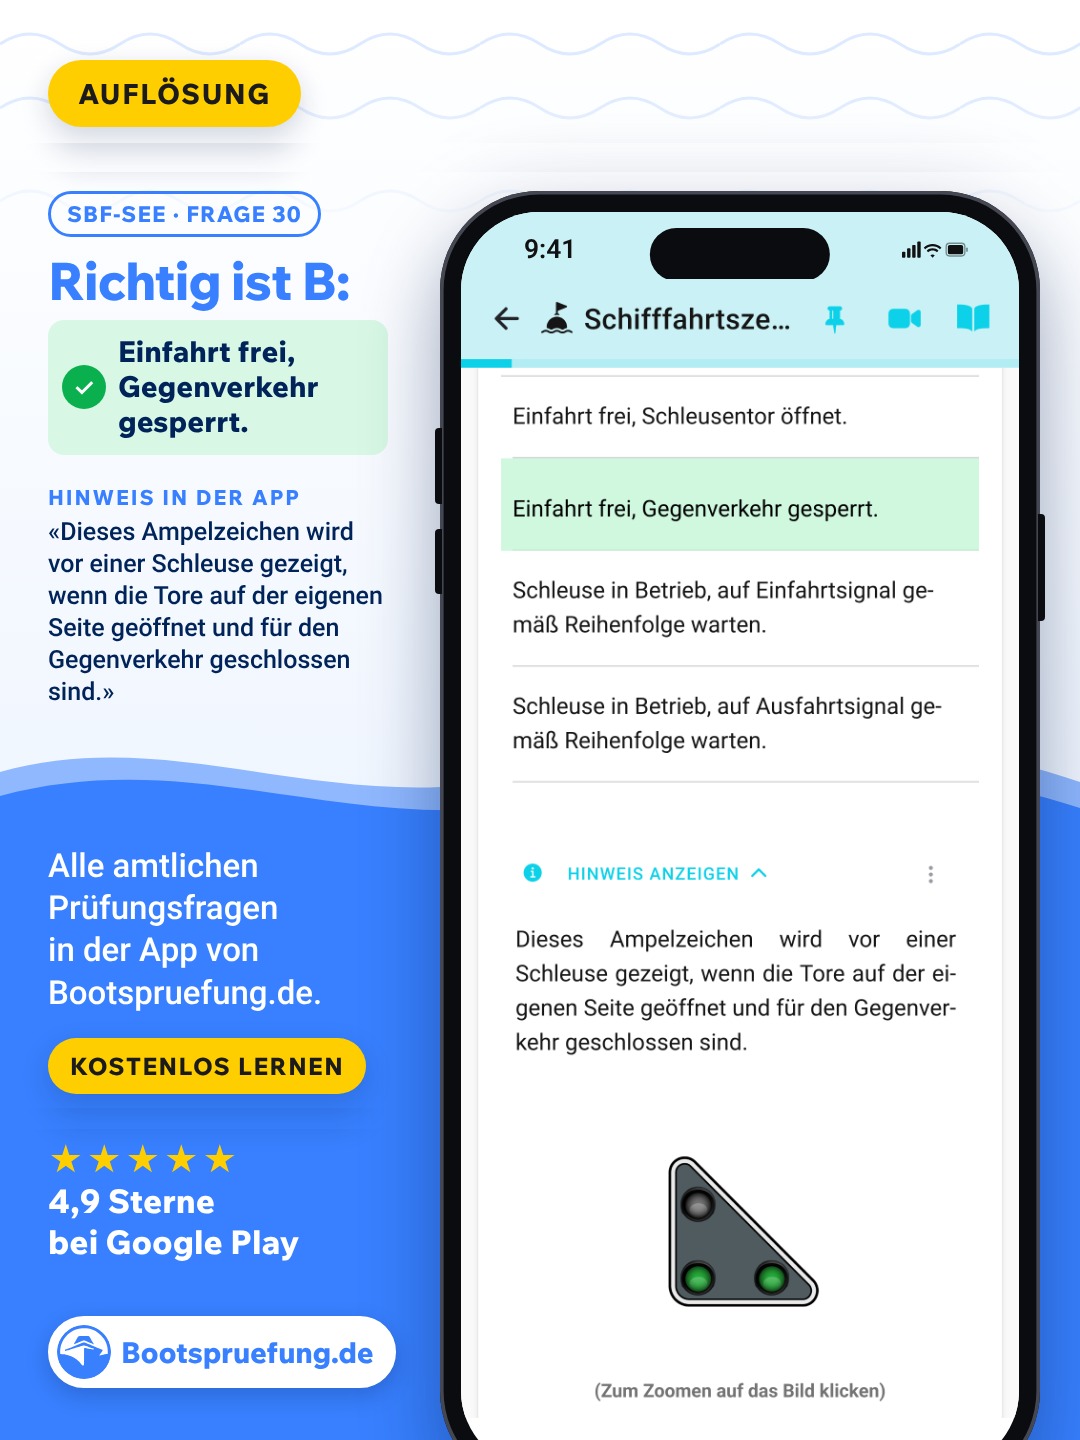 AUFLÖSUNG
SBF-SEE · FRAGE 30
Richtig ist B:
Einfahrt frei,
Gegenverkehr
gesperrt.
HINWEIS IN DER APP
«Dieses Ampelzeichen wird
vor einer Schleuse gezeigt,
wenn die Tore auf der eigenen
Seite geöffnet und für den
Gegenverkehr geschlossen
sind.»
Alle amtlichen
Prüfungsfragen
in der App von
Bootspruefung.de.
KOSTENLOS LERNEN
★★★★★
4,9 Sterne
bei Google Play
Bootspruefung.de
9:41
Schifffahrtsze...
Einfahrt frei, Schleusentor öffnet.
Einfahrt frei, Gegenverkehr gesperrt.
Schleuse in Betrieb, auf Einfahrtsignal ge-
mäß Reihenfolge warten.
Schleuse in Betrieb, auf Ausfahrtsignal ge-
mäß Reihenfolge warten.
HINWEIS ANZEIGEN
Dieses Ampelzeichen wird vor einer
Schleuse gezeigt, wenn die Tore auf der ei-
genen Seite geöffnet und für den Gegenver-
kehr geschlossen sind.
(Zum Zoomen auf das Bild klicken)